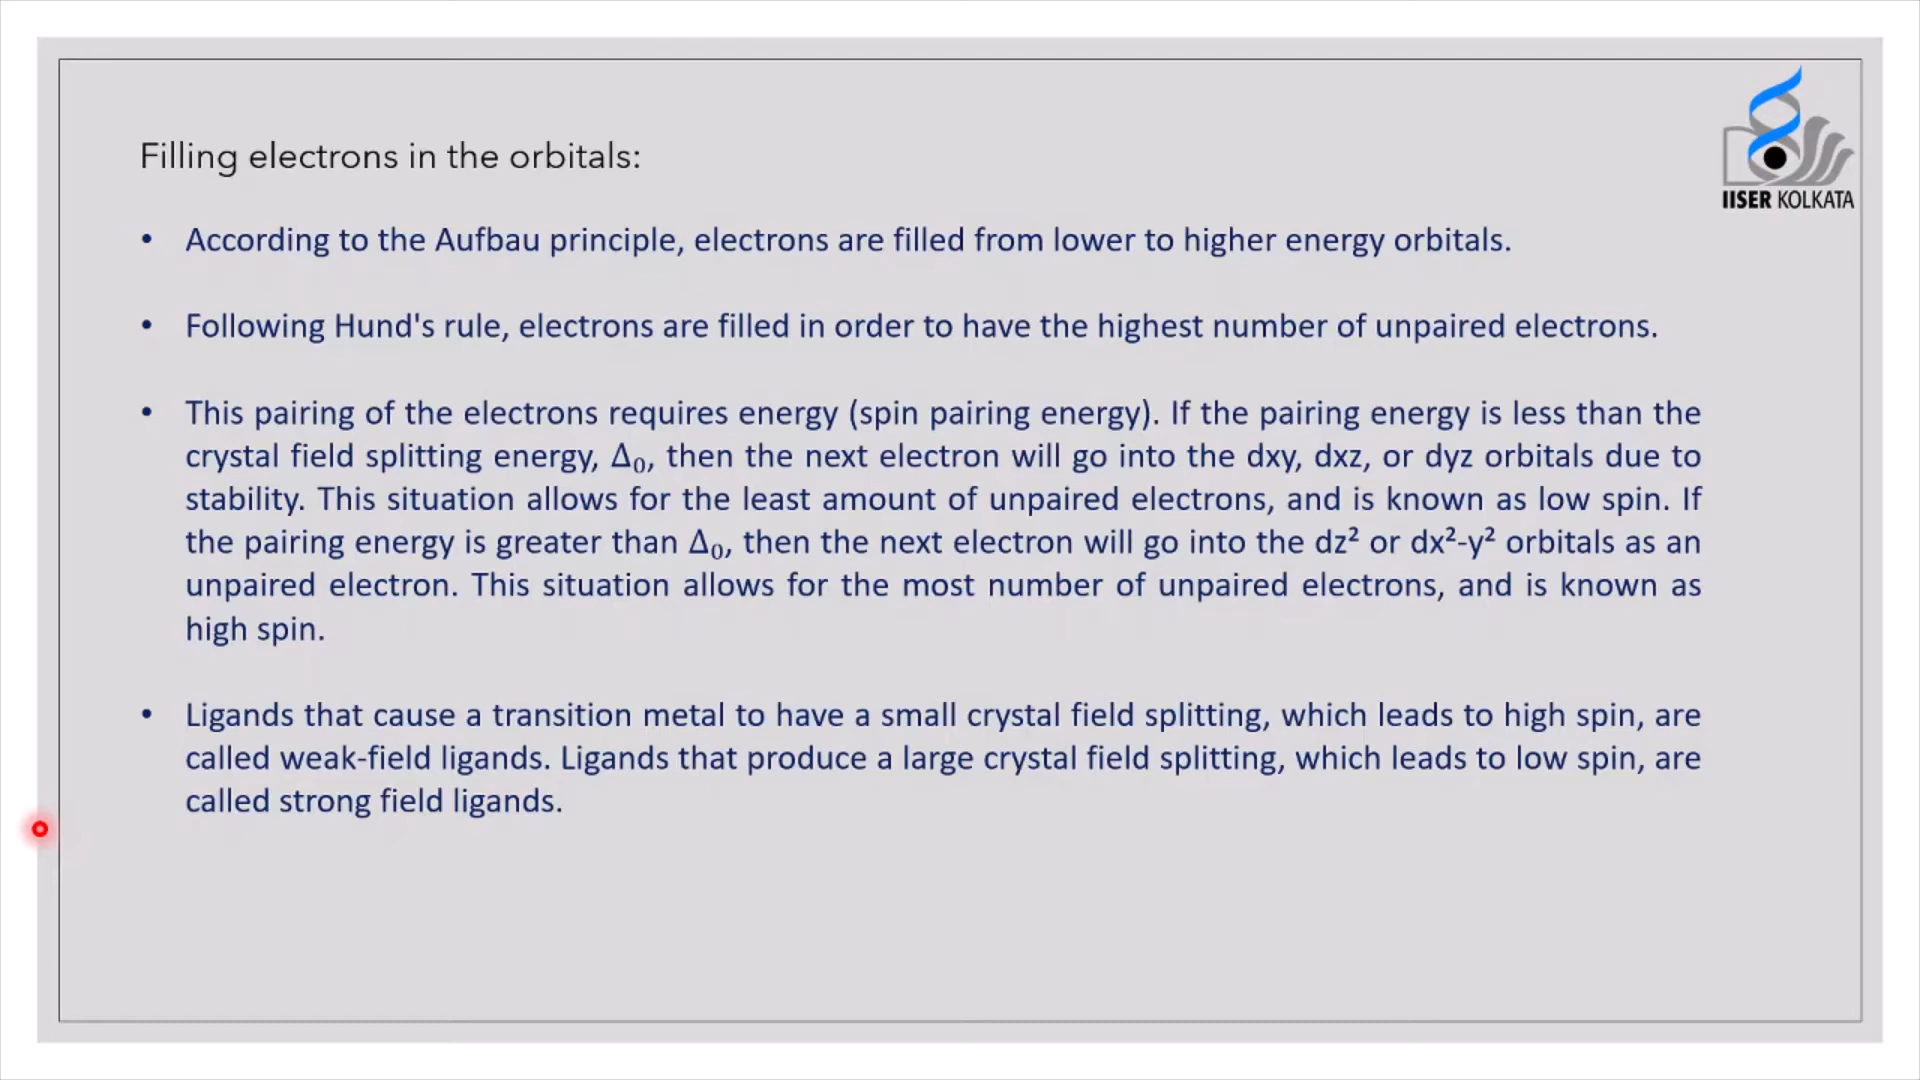 IISER KOLKATA
Filling electrons in the orbitals:
• According to the Aufbau principle, electrons are filled from lower to higher energy orbitals.
• Following Hund's rule, electrons are filled in order to have the highest number of unpaired electrons.
• This pairing of the electrons requires energy (spin pairing energy). If the pairing energy is less than the
crystal field splitting energy, Δ₀, then the next electron will go into the dxy, dxz, or dyz orbitals due to
stability. This situation allows for the least amount of unpaired electrons, and is known as low spin. If
the pairing energy is greater than Δ₀, then the next electron will go into the dz² or dx²-y² orbitals as an
unpaired electron. This situation allows for the most number of unpaired electrons, and is known as
high spin.
• Ligands that cause a transition metal to have a small crystal field splitting, which leads to high spin, are
called weak-field ligands. Ligands that produce a large crystal field splitting, which leads to low spin, are
called strong field ligands.